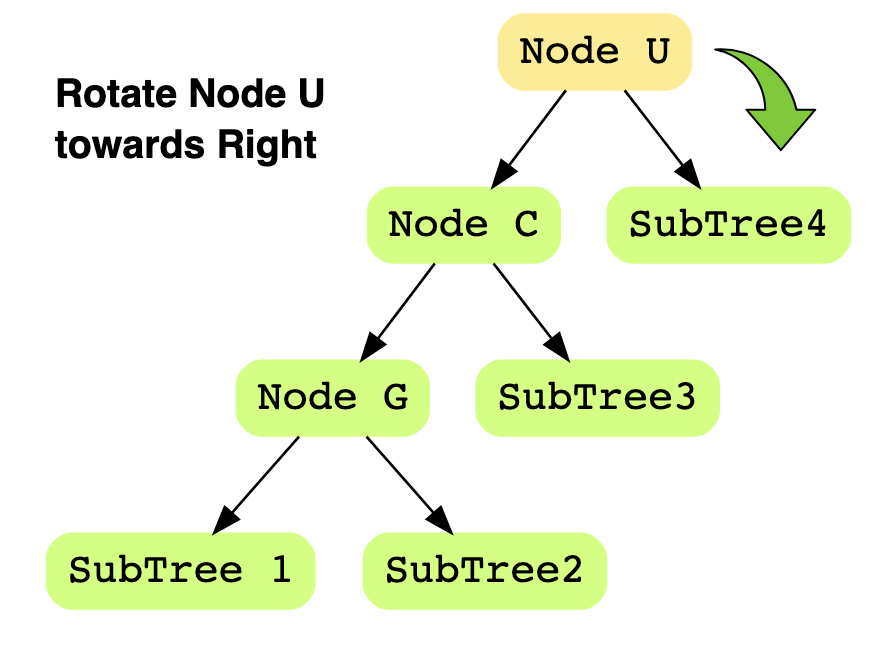 Node U
Rotate Node U
towards Right
Node C
SubTree4
Node G
SubTree3
SubTree 1
SubTree2